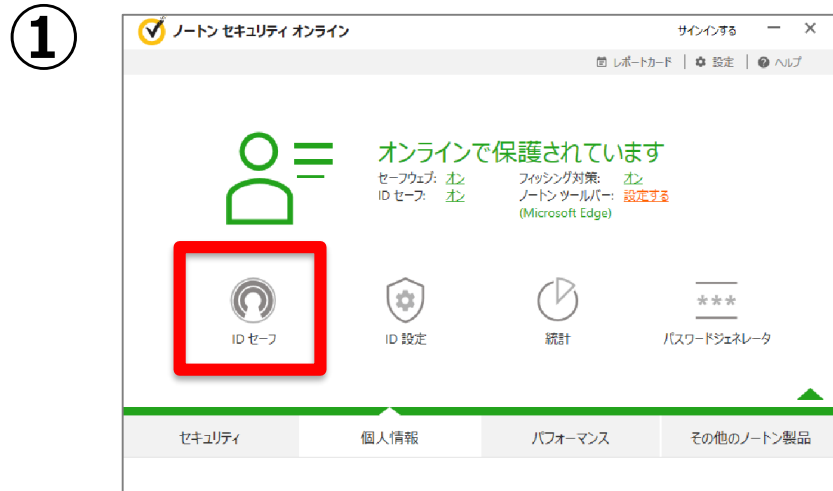 ①
ノートン セキュリティ オンライン
サインインする
レポートカード | 設定 | ヘルプ
オンラインで保護されています
セーフウェブ: オン フィッシング対策: オン
ID セーフ: オン ノートン ツールバー: 設定する
(Microsoft Edge)
ID セーフ ID 設定 統計 パスワードジェネレータ
セキュリティ 個人情報 パフォーマンス その他のノートン製品